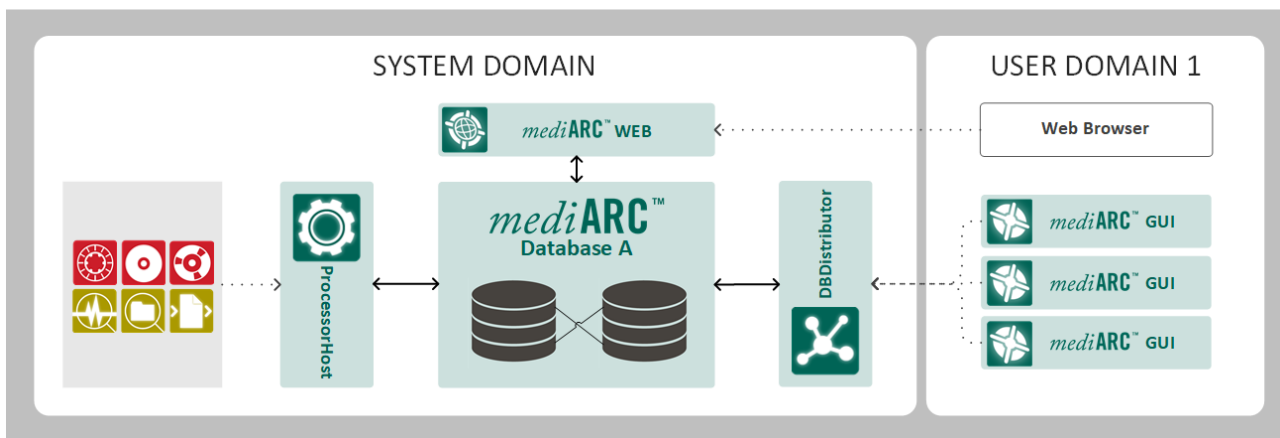 SYSTEM DOMAIN
USER DOMAIN 1
mediARC™ WEB
Web Browser
ProcessorHost
mediARC™
Database A
DBDistributor
mediARC™ GUI
mediARC™ GUI
mediARC™ GUI